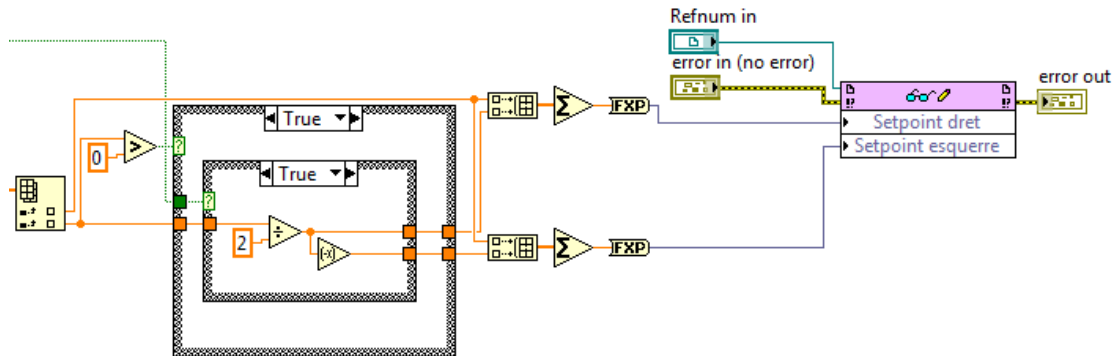 Refnum in
error in (no error)
error out
True
0
>
?
FXP
Setpoint dret
Setpoint esquerre
True
?
÷
2
(-x)
Σ
Σ
FXP